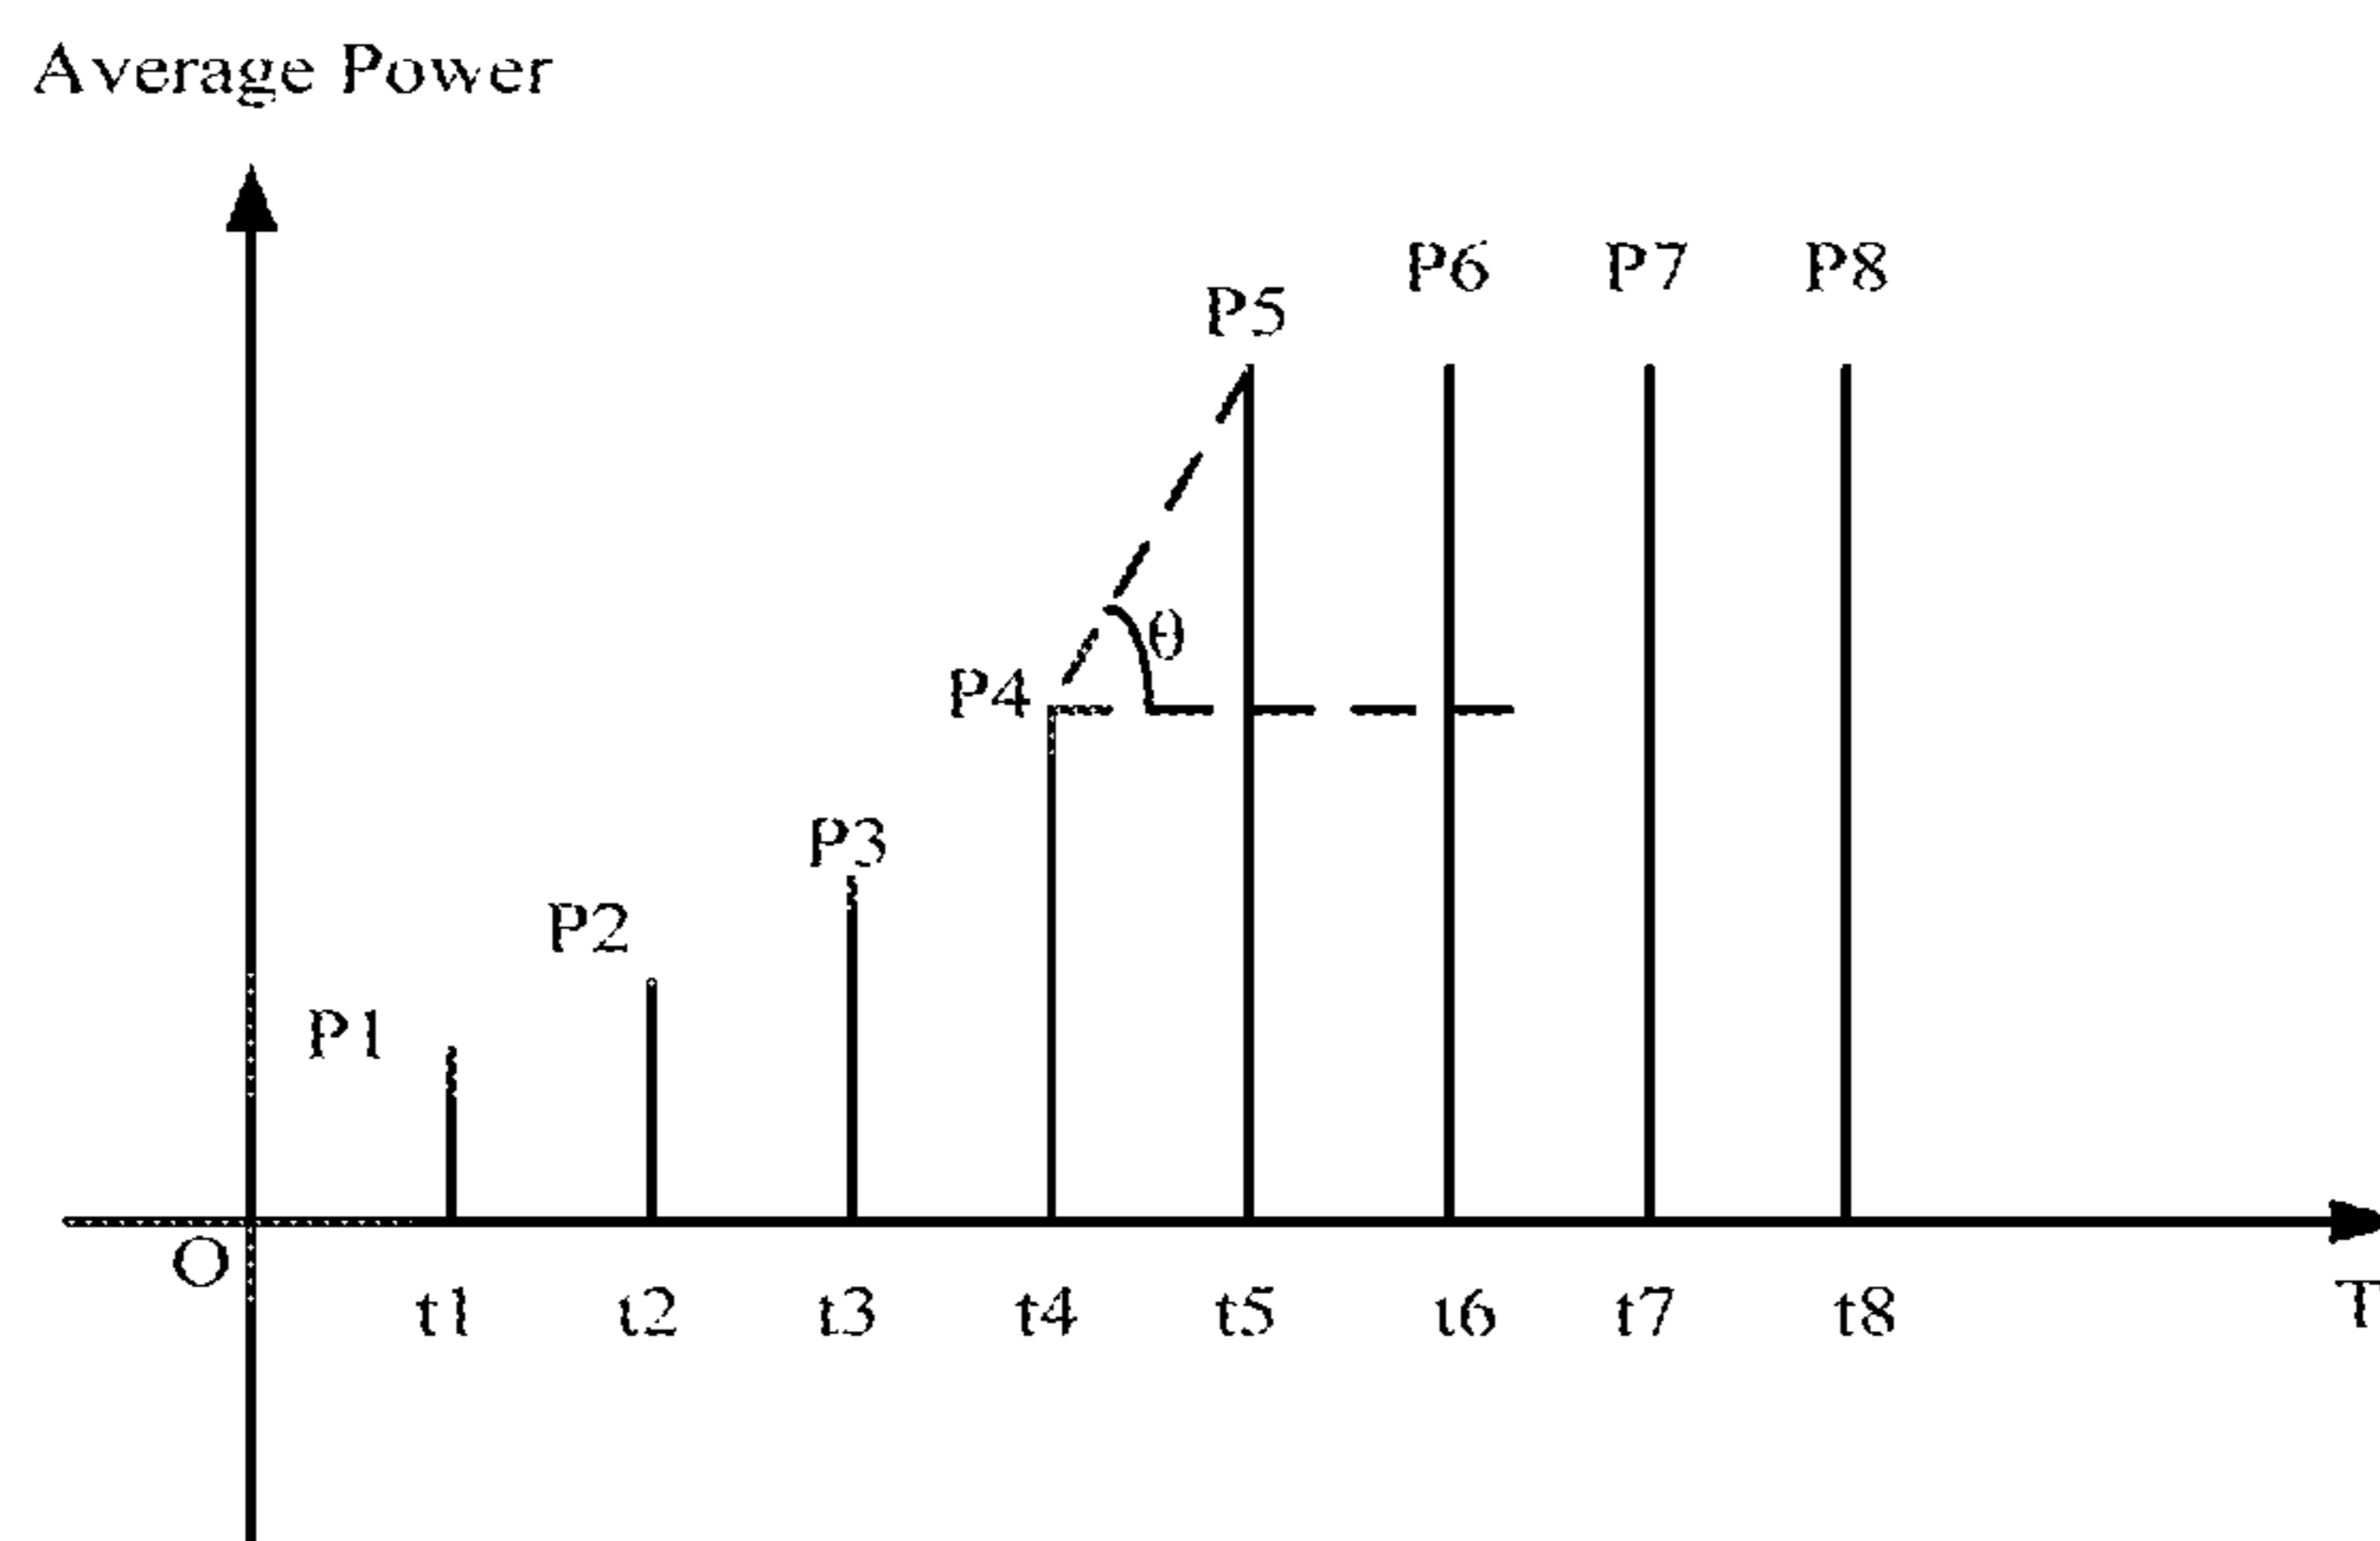 Average Power
P6 P7 P8
P5
θ
P4
P3
P2
P1
O
t1 t2 t3 t4 t5 t6 t7 t8